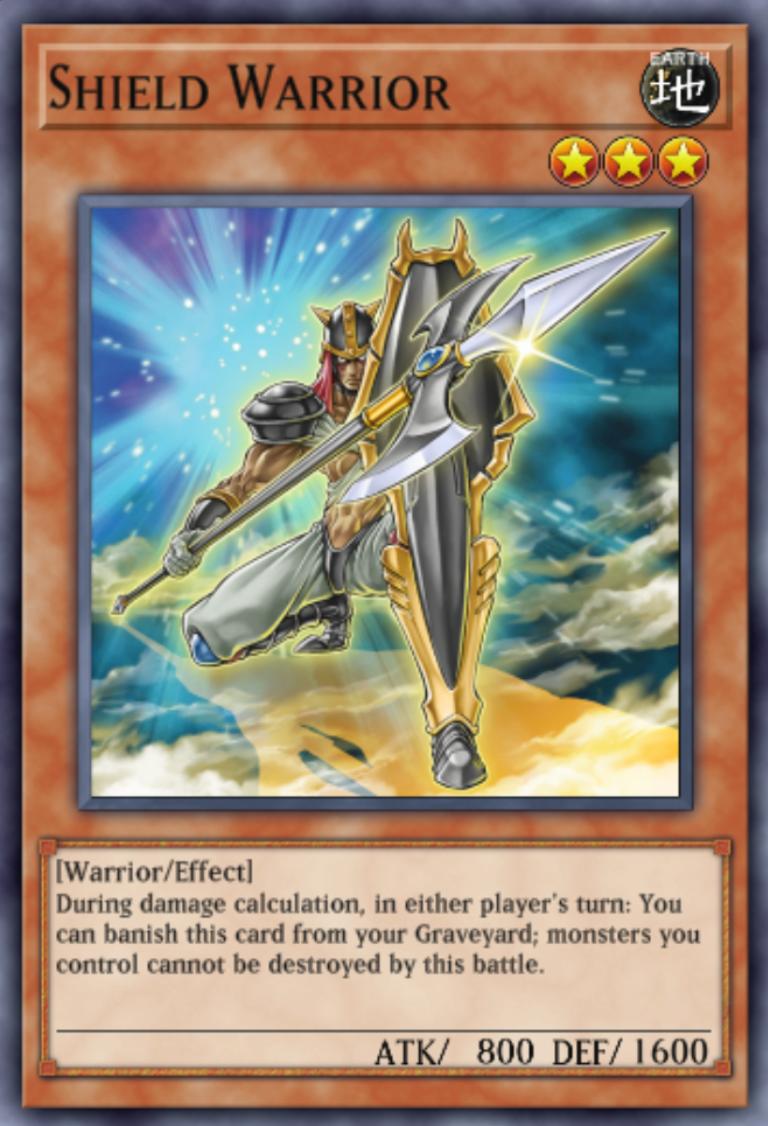 SHIELD WARRIOR
EARTH
地
[Warrior/Effect]
During damage calculation, in either player's turn: You
can banish this card from your Graveyard; monsters you
control cannot be destroyed by this battle.
ATK/ 800 DEF/ 1600